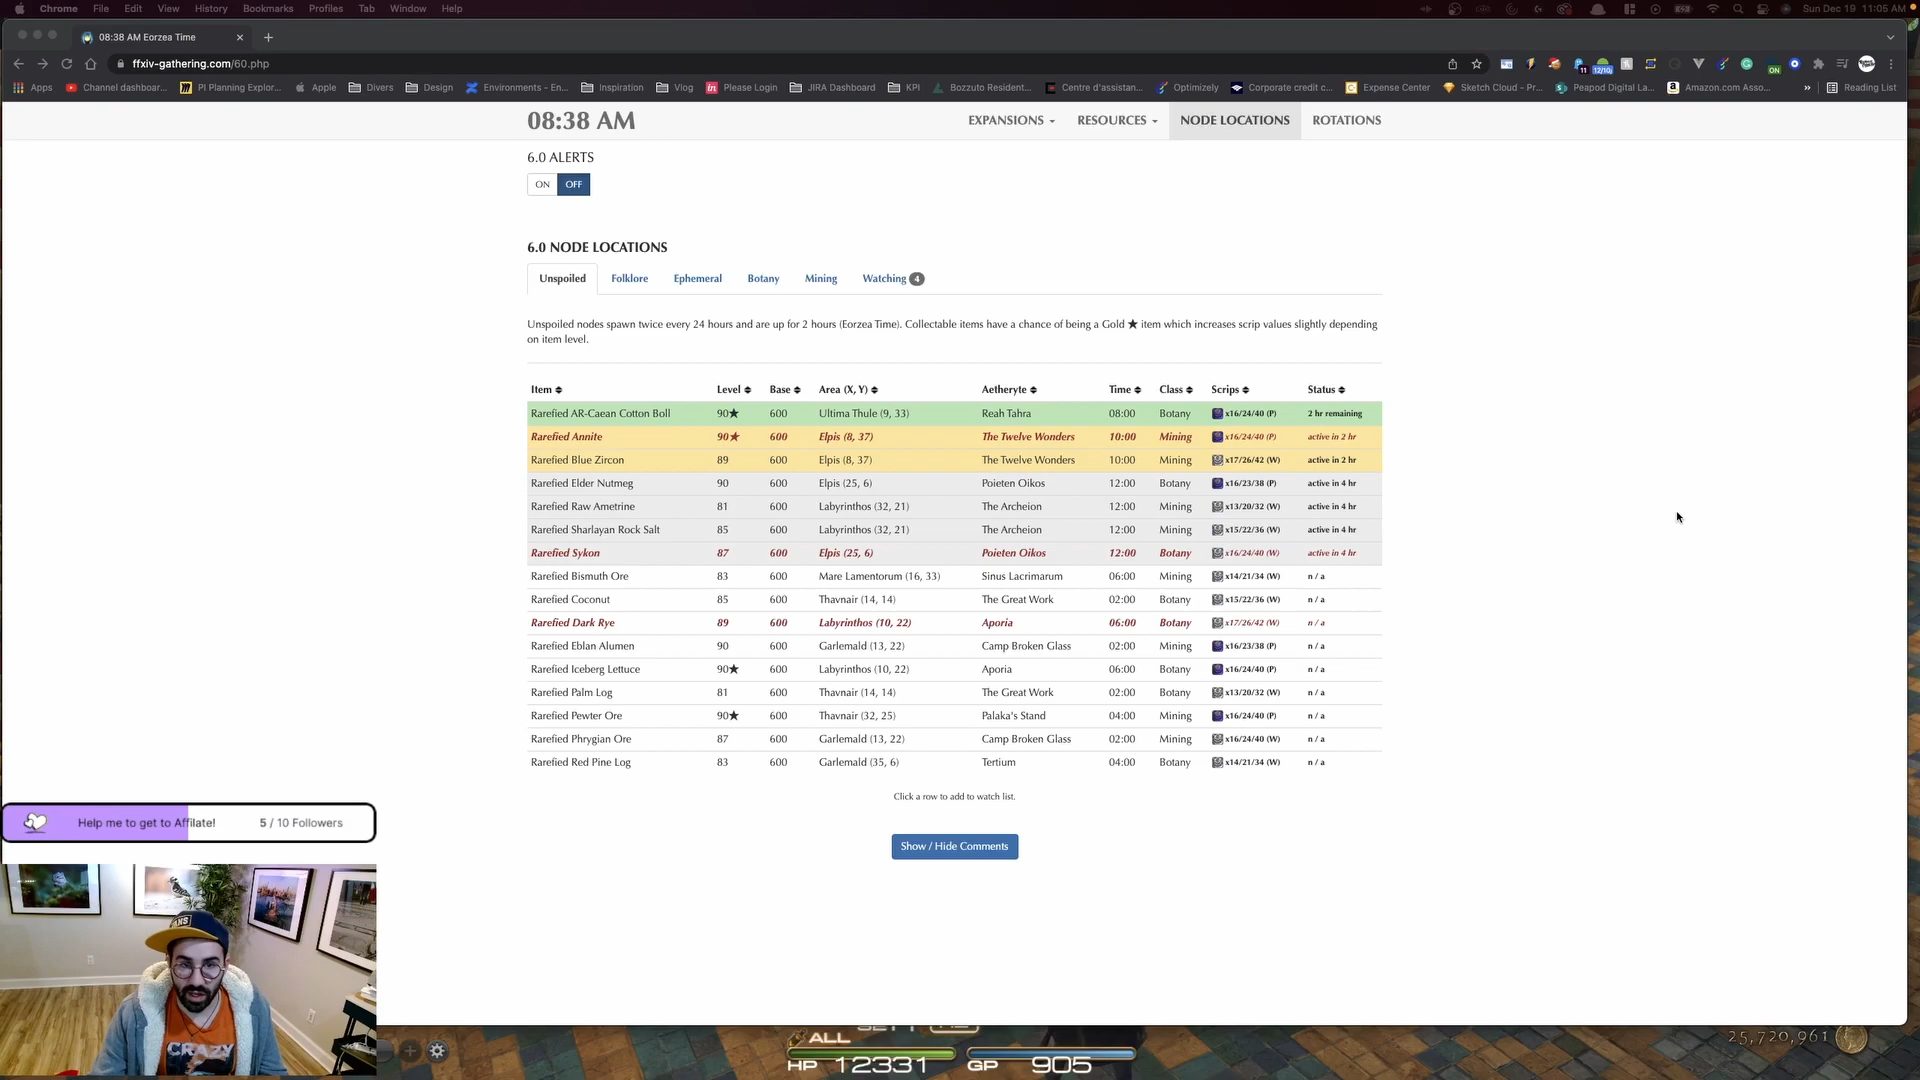 Chrome File Edit View History Bookmarks Profiles Tab Window Help Sun Dec 19 11:05 AM
08:38 AM Eorzea Time
ffxiv-gathering.com/60.php
11 12/10 ON
Apps Channel dashboar... PI Planning Explor... Apple Divers Design Environments - En... Inspiration Vlog Please Login JIRA Dashboard KPI Bozzuto Resident... Centre d'assistan... Optimizely Corporate credit c... Expense Center Sketch Cloud - Pr... Peapod Digital La... Amazon.com Asso... » Reading List
08:38 AM EXPANSIONS RESOURCES NODE LOCATIONS ROTATIONS
6.0 ALERTS
ON OFF
6.0 NODE LOCATIONS
Unspoiled Folklore Ephemeral Botany Mining Watching 4
Unspoiled nodes spawn twice every 24 hours and are up for 2 hours (Eorzea Time). Collectable items have a chance of being a Gold ★ item which increases scrip values slightly depending
on item level.
Item Level Base Area (X, Y) Aetheryte Time Class Scrips Status
Rarefied AR-Caean Cotton Boll 90★ 600 Ultima Thule (9, 33) Reah Tahra 08:00 Botany x16/24/40 (P) 2 hr remaining
Rarefied Annite 90★ 600 Elpis (8, 37) The Twelve Wonders 10:00 Mining x16/24/40 (P) active in 2 hr
Rarefied Blue Zircon 89 600 Elpis (8, 37) The Twelve Wonders 10:00 Mining x17/26/42 (W) active in 2 hr
Rarefied Elder Nutmeg 90 600 Elpis (25, 6) Poieten Oikos 12:00 Botany x16/23/38 (P) active in 4 hr
Rarefied Raw Ametrine 81 600 Labyrinthos (32, 21) The Archeion 12:00 Mining x13/20/32 (W) active in 4 hr
Rarefied Sharlayan Rock Salt 85 600 Labyrinthos (32, 21) The Archeion 12:00 Mining x15/22/36 (W) active in 4 hr
Rarefied Sykon 87 600 Elpis (25, 6) Poieten Oikos 12:00 Botany x16/24/40 (W) active in 4 hr
Rarefied Bismuth Ore 83 600 Mare Lamentorum (16, 33) Sinus Lacrimarum 06:00 Mining x14/21/34 (W) n / a
Rarefied Coconut 85 600 Thavnair (14, 14) The Great Work 02:00 Botany x15/22/36 (W) n / a
Rarefied Dark Rye 89 600 Labyrinthos (10, 22) Aporia 06:00 Botany x17/26/42 (W) n / a
Rarefied Eblan Alumen 90 600 Garlemald (13, 22) Camp Broken Glass 02:00 Mining x16/23/38 (P) n / a
Rarefied Iceberg Lettuce 90★ 600 Labyrinthos (10, 22) Aporia 06:00 Botany x16/24/40 (P) n / a
Rarefied Palm Log 81 600 Thavnair (14, 14) The Great Work 02:00 Botany x13/20/32 (W) n / a
Rarefied Pewter Ore 90★ 600 Thavnair (32, 25) Palaka's Stand 04:00 Mining x16/24/40 (P) n / a
Rarefied Phrygian Ore 87 600 Garlemald (13, 22) Camp Broken Glass 02:00 Mining x16/24/40 (W) n / a
Rarefied Red Pine Log 83 600 Garlemald (35, 6) Tertium 04:00 Botany x14/21/34 (W) n / a
Click a row to add to watch list.
Show / Hide Comments
Help me to get to Affilate! 5 / 10 Followers
CRAZY
ALL
HP 12331 GP 905
25,720,961